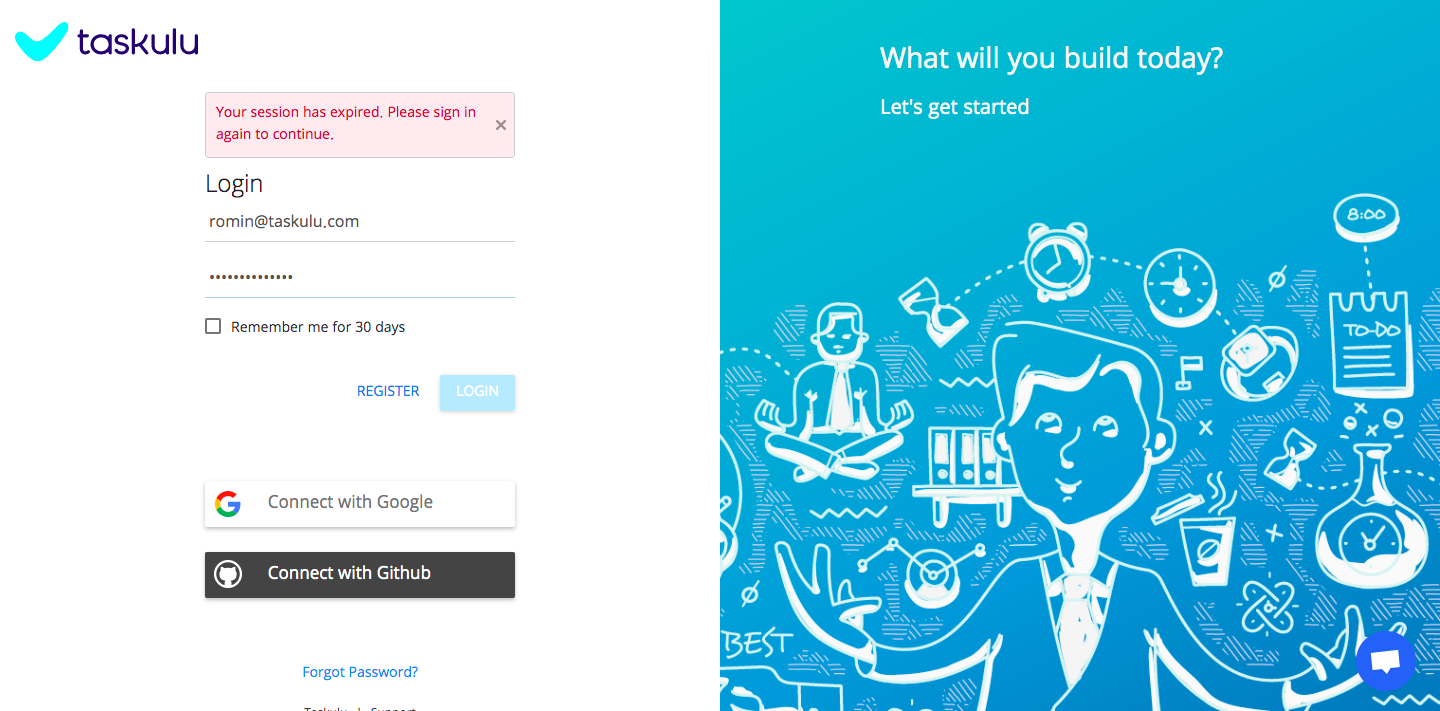 taskulu
Your session has expired. Please sign in
again to continue.
Login
romin@taskulu.com
Remember me for 30 days
REGISTER
LOGIN
Connect with Google
Connect with Github
Forgot Password?
Taskulu | Support
What will you build today?
Let's get started
8:00
TO-DO
BEST